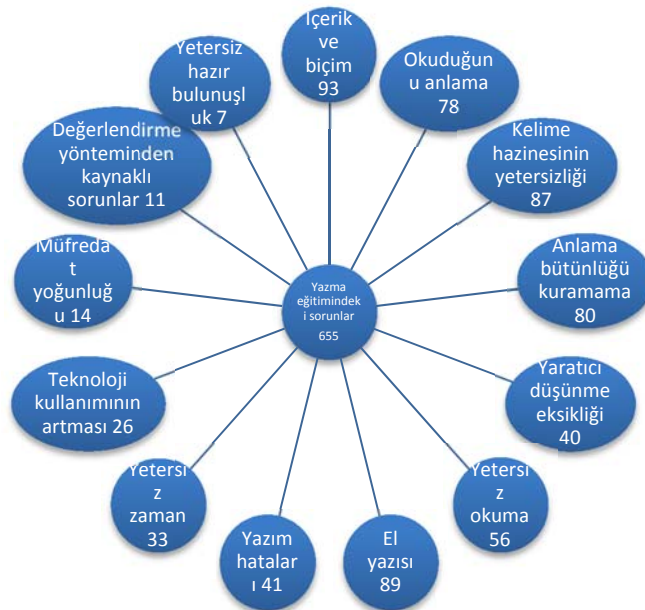 İçerik
ve
biçim
93
Okuduğun
u anlama
78
Kelime
hazinesinin
yetersizliği
87
Anlama
bütünlüğü
kuramama
80
Yaratıcı
düşünme
eksikliği
40
Yetersi
z
okuma
56
El
yazısı
89
Yazım
hatalar
ı 41
Yetersi
z
zaman
33
Teknoloji
kullanımının
artması 26
Müfreda
t
yoğunluğ
u 14
Değerlendirme
yönteminden
kaynaklı
sorunlar 11
Yetersiz
hazır
bulunuşl
uk 7
Yazma
eğitimindek
i sorunlar
655